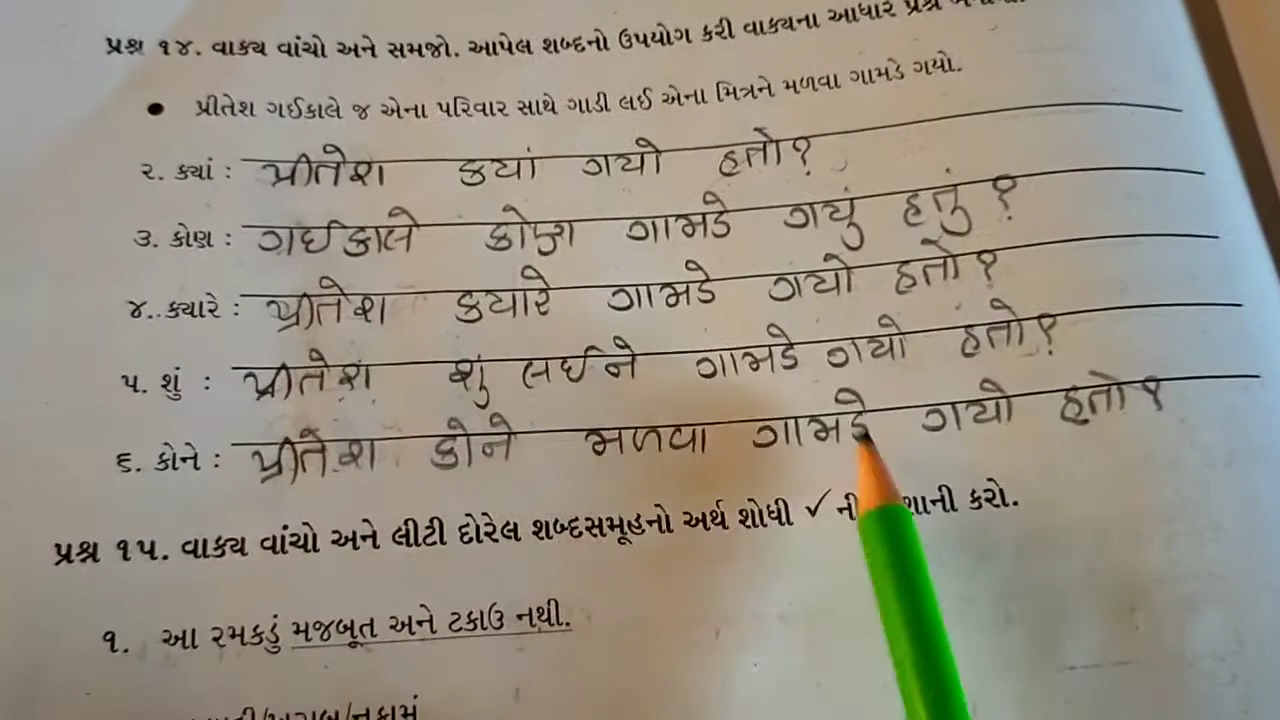 પ્રશ્ન ૧૪. વાક્ય વાંચો અને સમજો. આપેલ શબ્દનો ઉપયોગ કરી વાક્યના આધારે પ્રશ્ન
• પ્રીતેશ ગઈકાલે જ એના પરિવાર સાથે ગાડી લઈ એના મિત્રને મળવા ગામડે ગયો.
૨. ક્યાં : પ્રીતેશ કયાં ગયો હતો?
૩. કોણ : ગઈકાલે કોણ ગામડે ગયું હતું ?
૪.. ક્યારે : પ્રીતેશ કયારે ગામડે ગયો હતો?
૫. શું : પ્રીતેશ શું લઈને ગામડે ગયો હતો?
૬. કોને : પ્રીતેશ કોને મળવા ગામડે ગયો હતો?
પ્રશ્ન ૧૫. વાક્ય વાંચો અને લીટી દોરેલ શબ્દસમૂહનો અર્થ શોધી ✓ ની શાની કરો.
૧. આ રમકડું મજબૂત અને ટકાઉ નથી.